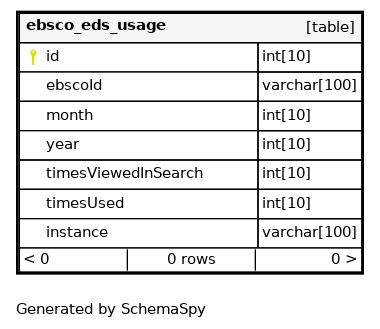 ebsco_eds_usage [table]
id int[10]
ebscoId varchar[100]
month int[10]
year int[10]
timesViewedInSearch int[10]
timesUsed int[10]
instance varchar[100]
< 0 0 rows 0 >
Generated by SchemaSpy